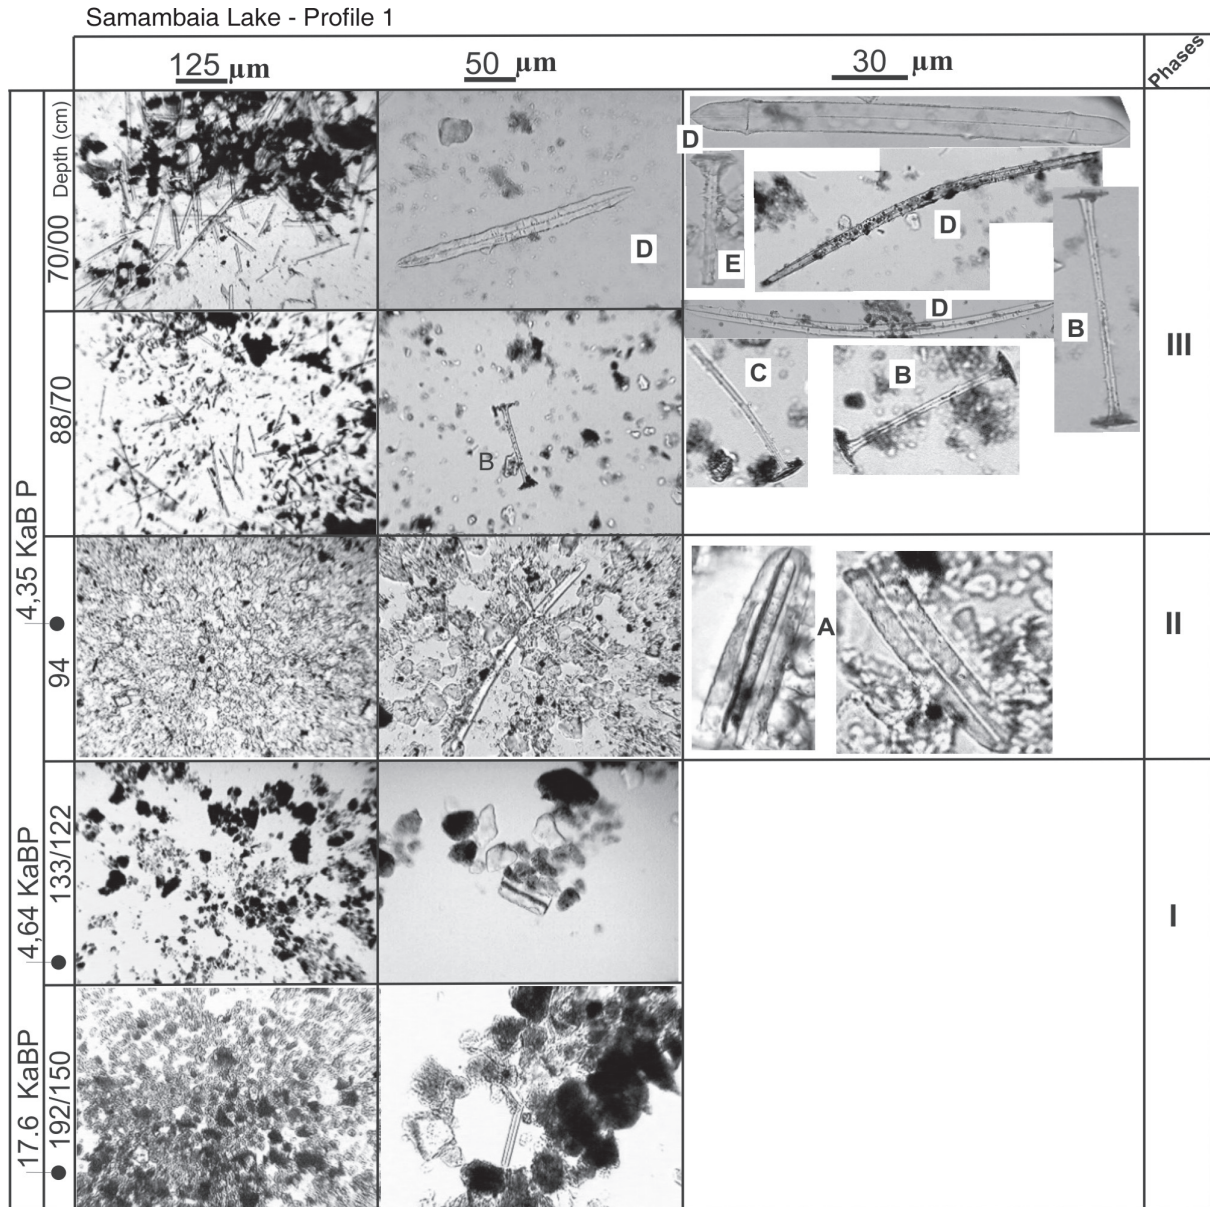 Samambaia Lake - Profile 1
125 µm
50 µm
30 µm
Phases
Depth (cm)
70/00
D
D
E
D
D
B
C
B
III
88/70
B
4,35 KaB P
94
A
II
4,64 KaBP
133/122
I
17.6 KaBP
192/150